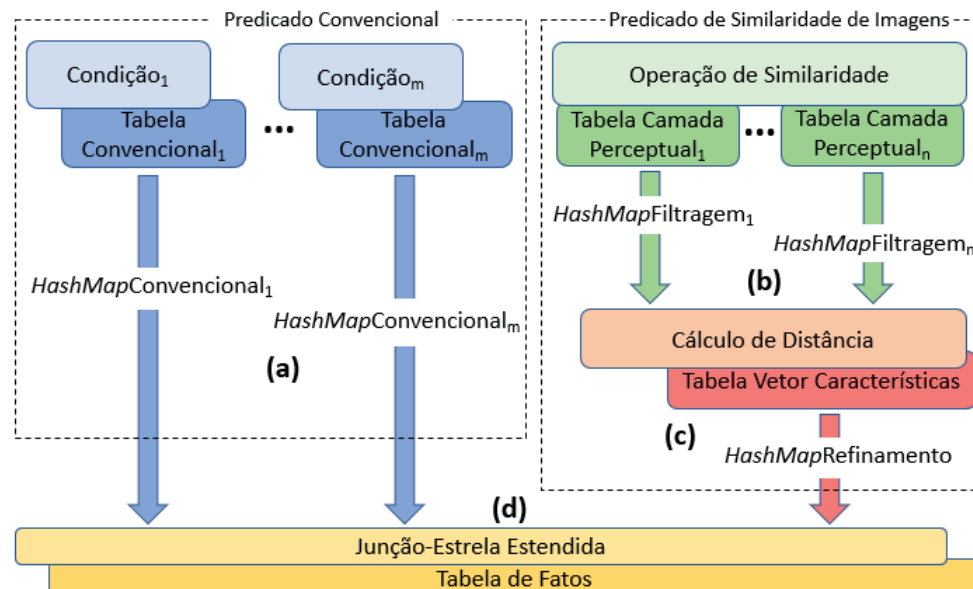 Predicado Convencional
Condição₁
Tabela
Convencional₁
...
Condiçãoₘ
Tabela
Convencionalₘ
HashMapConvencional₁
HashMapConvencionalₘ
(a)
Predicado de Similaridade de Imagens
Operação de Similaridade
Tabela Camada
Perceptual₁
...
Tabela Camada
Perceptualₙ
HashMapFiltragem₁
HashMapFiltragemₙ
(b)
Cálculo de Distância
Tabela Vetor Características
(c)
HashMapRefinamento
(d)
Junção-Estrela Estendida
Tabela de Fatos